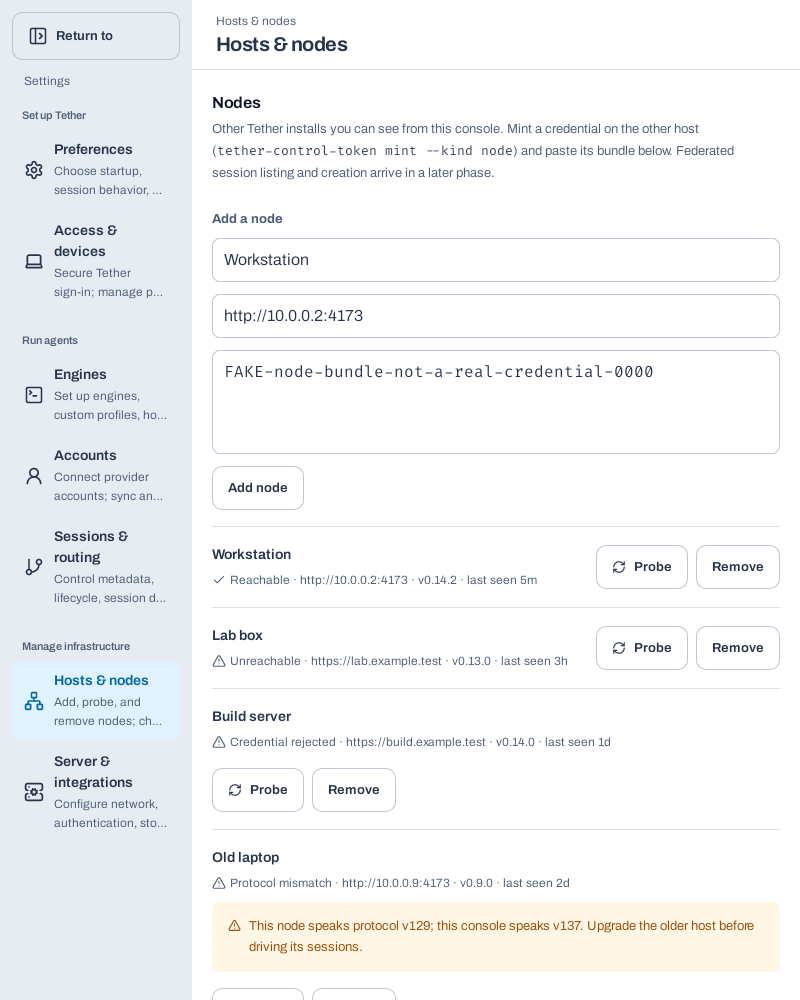 Return to
Settings
Set up Tether
Preferences
Choose startup,
session behavior, ...
Access &
devices
Secure Tether
sign-in; manage p...
Run agents
Engines
Set up engines,
custom profiles, ho...
Accounts
Connect provider
accounts; sync an...
Sessions &
routing
Control metadata,
lifecycle, session d...
Manage infrastructure
Hosts & nodes
Add, probe, and
remove nodes; ch...
Server &
integrations
Configure network,
authentication, sto...
Hosts & nodes
Hosts & nodes
Nodes
Other Tether installs you can see from this console. Mint a credential on the other host
(tether-control-token mint --kind node) and paste its bundle below. Federated
session listing and creation arrive in a later phase.
Add a node
Workstation
http://10.0.0.2:4173
FAKE-node-bundle-not-a-real-credential-0000
Add node
Workstation
Reachable · http://10.0.0.2:4173 · v0.14.2 · last seen 5m
Probe
Remove
Lab box
Unreachable · https://lab.example.test · v0.13.0 · last seen 3h
Probe
Remove
Build server
Credential rejected · https://build.example.test · v0.14.0 · last seen 1d
Probe
Remove
Old laptop
Protocol mismatch · http://10.0.0.9:4173 · v0.9.0 · last seen 2d
This node speaks protocol v129; this console speaks v137. Upgrade the older host before
driving its sessions.